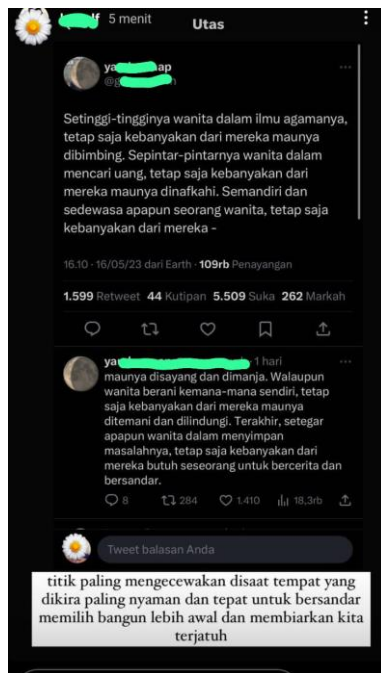 5 menit
Utas
Setinggi-tingginya wanita dalam ilmu agamanya,
tetap saja kebanyakan dari mereka maunya
dibimbing. Sepintar-pintarnya wanita dalam
mencari uang, tetap saja kebanyakan dari
mereka maunya dinafkahi. Semandiri dan
sedewasa apapun seorang wanita, tetap saja
kebanyakan dari mereka -
16.10 · 16/05/23 dari Earth · 109rb Penayangan
1.599 Retweet 44 Kutipan 5.509 Suka 262 Markah
1 hari
maunya disayang dan dimanja. Walaupun
wanita berani kemana-mana sendiri, tetap
saja kebanyakan dari mereka maunya
ditemani dan dilindungi. Terakhir, setegar
apapun wanita dalam menyimpan
masalahnya, tetap saja kebanyakan dari
mereka butuh seseorang untuk bercerita dan
bersandar.
8 284 1.410 18,3rb
Tweet balasan Anda
titik paling mengecewakan disaat tempat yang
dikira paling nyaman dan tepat untuk bersandar
memilih bangun lebih awal dan membiarkan kita
terjatuh